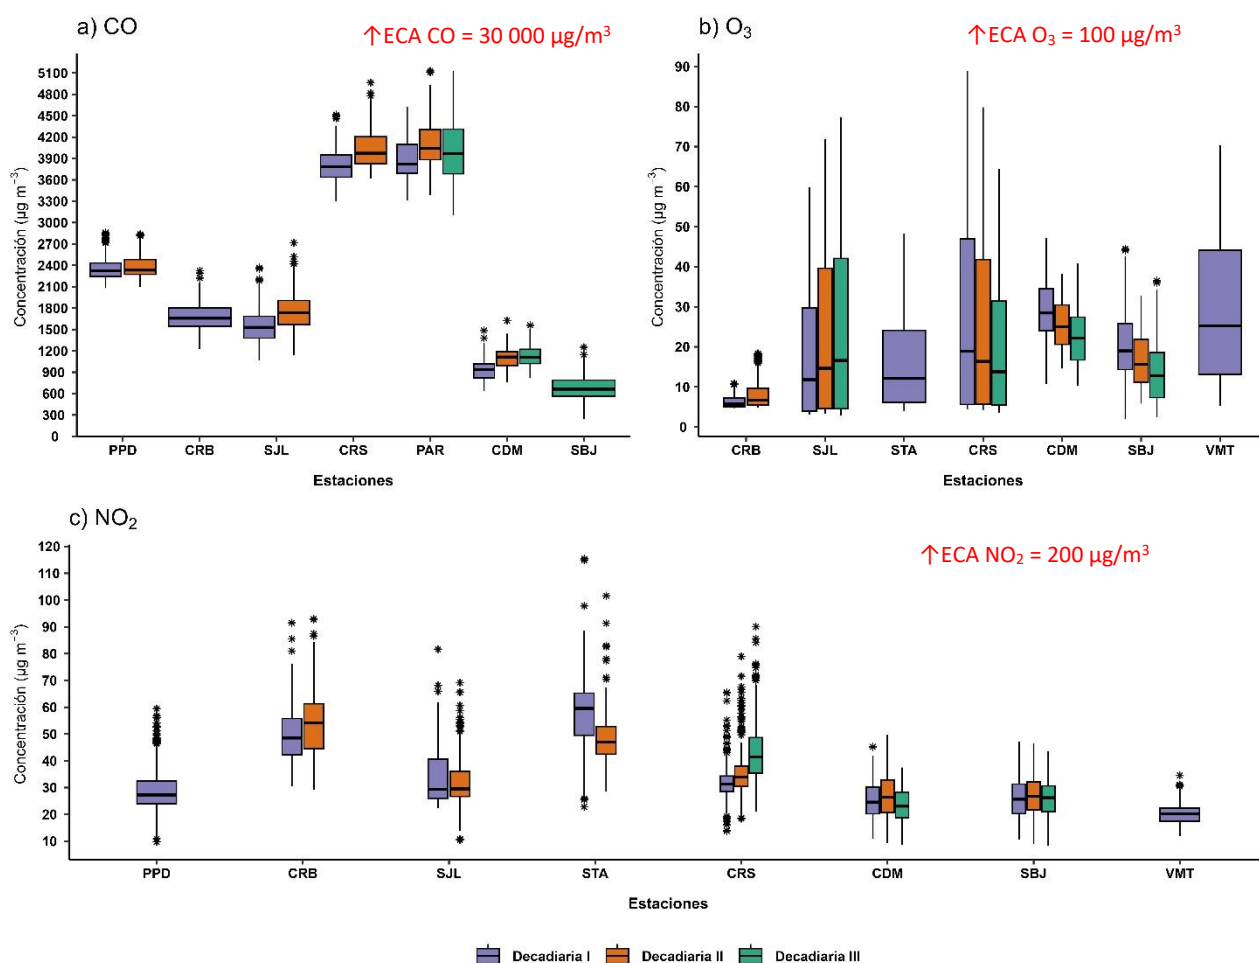 a) CO
↑ECA CO = 30 000 µg/m³
Concentración (µg m⁻³)
5100
4800
4500
4200
3900
3600
3300
3000
2700
2400
2100
1800
1500
1200
900
600
300
0
PPD CRB SJL CRS PAR CDM SBJ
Estaciones
b) O₃
↑ECA O₃ = 100 µg/m³
Concentración (µg m⁻³)
90
80
70
60
50
40
30
20
10
0
CRB SJL STA CRS CDM SBJ VMT
Estaciones
c) NO₂
↑ECA NO₂ = 200 µg/m³
Concentración (µg m⁻³)
120
110
100
90
80
70
60
50
40
30
20
10
PPD CRB SJL STA CRS CDM SBJ VMT
Estaciones
Decadiaria I Decadiaria II Decadiaria III